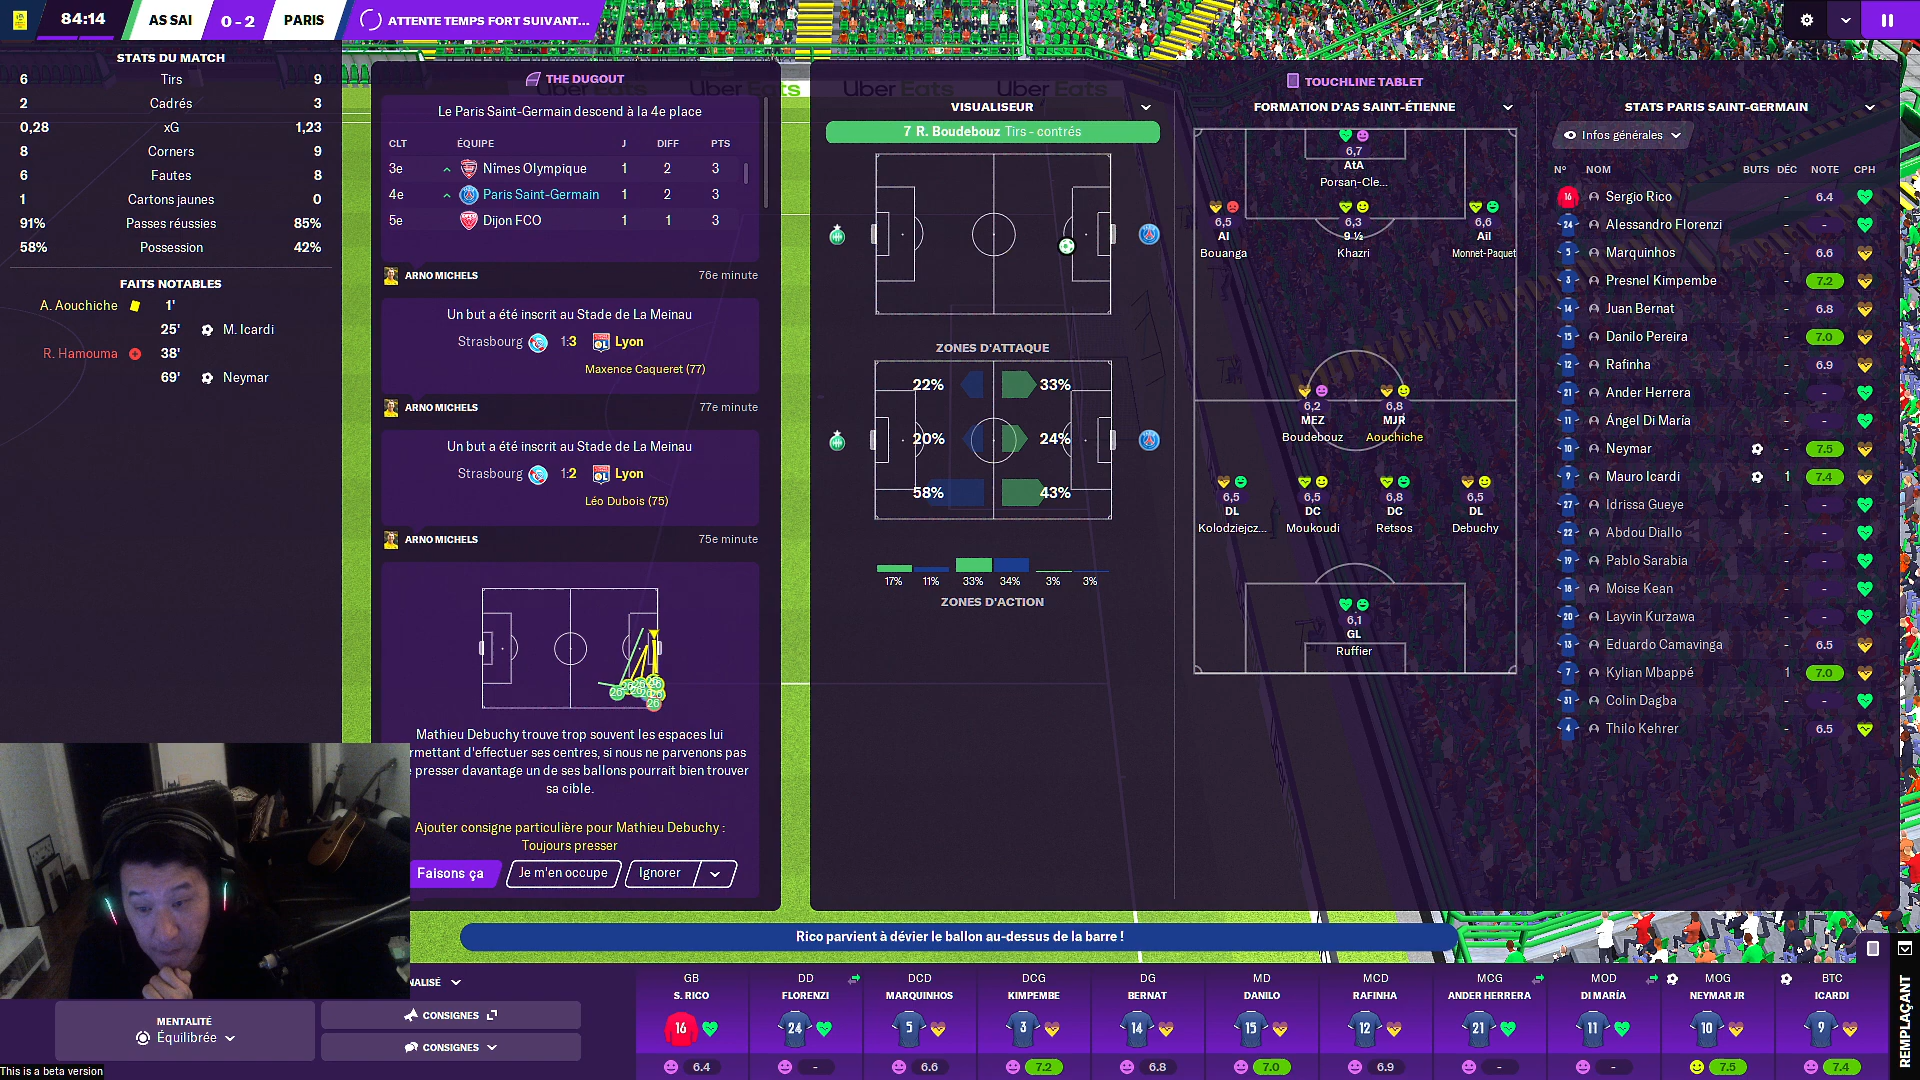 84:14
AS SAI
0 - 2
PARIS
ATTENTE TEMPS FORT SUIVANT...
STATS DU MATCH
6 Tirs 9
2 Cadrés 3
0,28 xG 1,23
8 Corners 9
6 Fautes 8
1 Cartons jaunes 0
91% Passes réussies 85%
58% Possession 42%
FAITS NOTABLES
A. Aouchiche 1'
25' M. Icardi
R. Hamouma 38'
69' Neymar
THE DUGOUT
Uber Eats Uber Eats Uber Eats
Le Paris Saint-Germain descend à la 4e place
CLT ÉQUIPE J DIFF PTS
3e Nîmes Olympique 1 2 3
4e Paris Saint-Germain 1 2 3
5e Dijon FCO 1 1 3
ARNO MICHELS 76e minute
Un but a été inscrit au Stade de La Meinau
Strasbourg 1:3 Lyon
Maxence Caqueret (77)
ARNO MICHELS 77e minute
Un but a été inscrit au Stade de La Meinau
Strasbourg 1:2 Lyon
Léo Dubois (75)
ARNO MICHELS 75e minute
26
Mathieu Debuchy trouve trop souvent les espaces lui
rmettant d'effectuer ses centres, si nous ne parvenons pas
presser davantage un de ses ballons pourrait bien trouver
sa cible.
Ajouter consigne particulière pour Mathieu Debuchy :
Toujours presser
Faisons ça
Je m'en occupe
Ignorer
VISUALISEUR
7 R. Boudebouz Tirs - contrés
ZONES D'ATTAQUE
22% 33%
20% 24%
58% 43%
17% 11% 33% 34% 3% 3%
ZONES D'ACTION
TOUCHLINE TABLET
FORMATION D'AS SAINT-ÉTIENNE
6,7
AtA
Porsan-Cle...
6,5
AI
Bouanga
6,3
9 ½
Khazri
6,6
Ail
Monnet-Paquet
6,2
MEZ
Boudebouz
6,8
MJR
Aouchiche
6,5
DL
Kolodziejcz...
6,5
DC
Moukoudi
6,8
DC
Retsos
6,5
DL
Debuchy
6,1
GL
Ruffier
STATS PARIS SAINT-GERMAIN
Infos générales
N° NOM BUTS DÉC NOTE CPH
16 Sergio Rico - 6.4
24 Alessandro Florenzi - -
5 Marquinhos - 6.6
3 Presnel Kimpembe - 7.2
14 Juan Bernat - 6.8
15 Danilo Pereira - 7.0
12 Rafinha - 6.9
21 Ander Herrera - -
11 Ángel Di María - -
10 Neymar - 7.5
9 Mauro Icardi 1 7.4
27 Idrissa Gueye - -
22 Abdou Diallo - -
19 Pablo Sarabia - -
18 Moise Kean - -
20 Layvin Kurzawa - -
13 Eduardo Camavinga - 6.5
7 Kylian Mbappé 1 7.0
31 Colin Dagba - -
4 Thilo Kehrer - 6.5
Rico parvient à dévier le ballon au-dessus de la barre !
NALISÉ
MENTALITÉ
Équilibrée
CONSIGNES
CONSIGNES
This is a beta version
GB DD DCD DCG DG MD MCD MCG MOD MOG BTC
S. RICO FLORENZI MARQUINHOS KIMPEMBE BERNAT DANILO RAFINHA ANDER HERRERA DI MARÍA NEYMAR JR ICARDI
16 24 5 3 14 15 12 21 11 10 9
6.4 - 6.6 7.2 6.8 7.0 6.9 - - 7.5 7.4
REMPLAÇANT